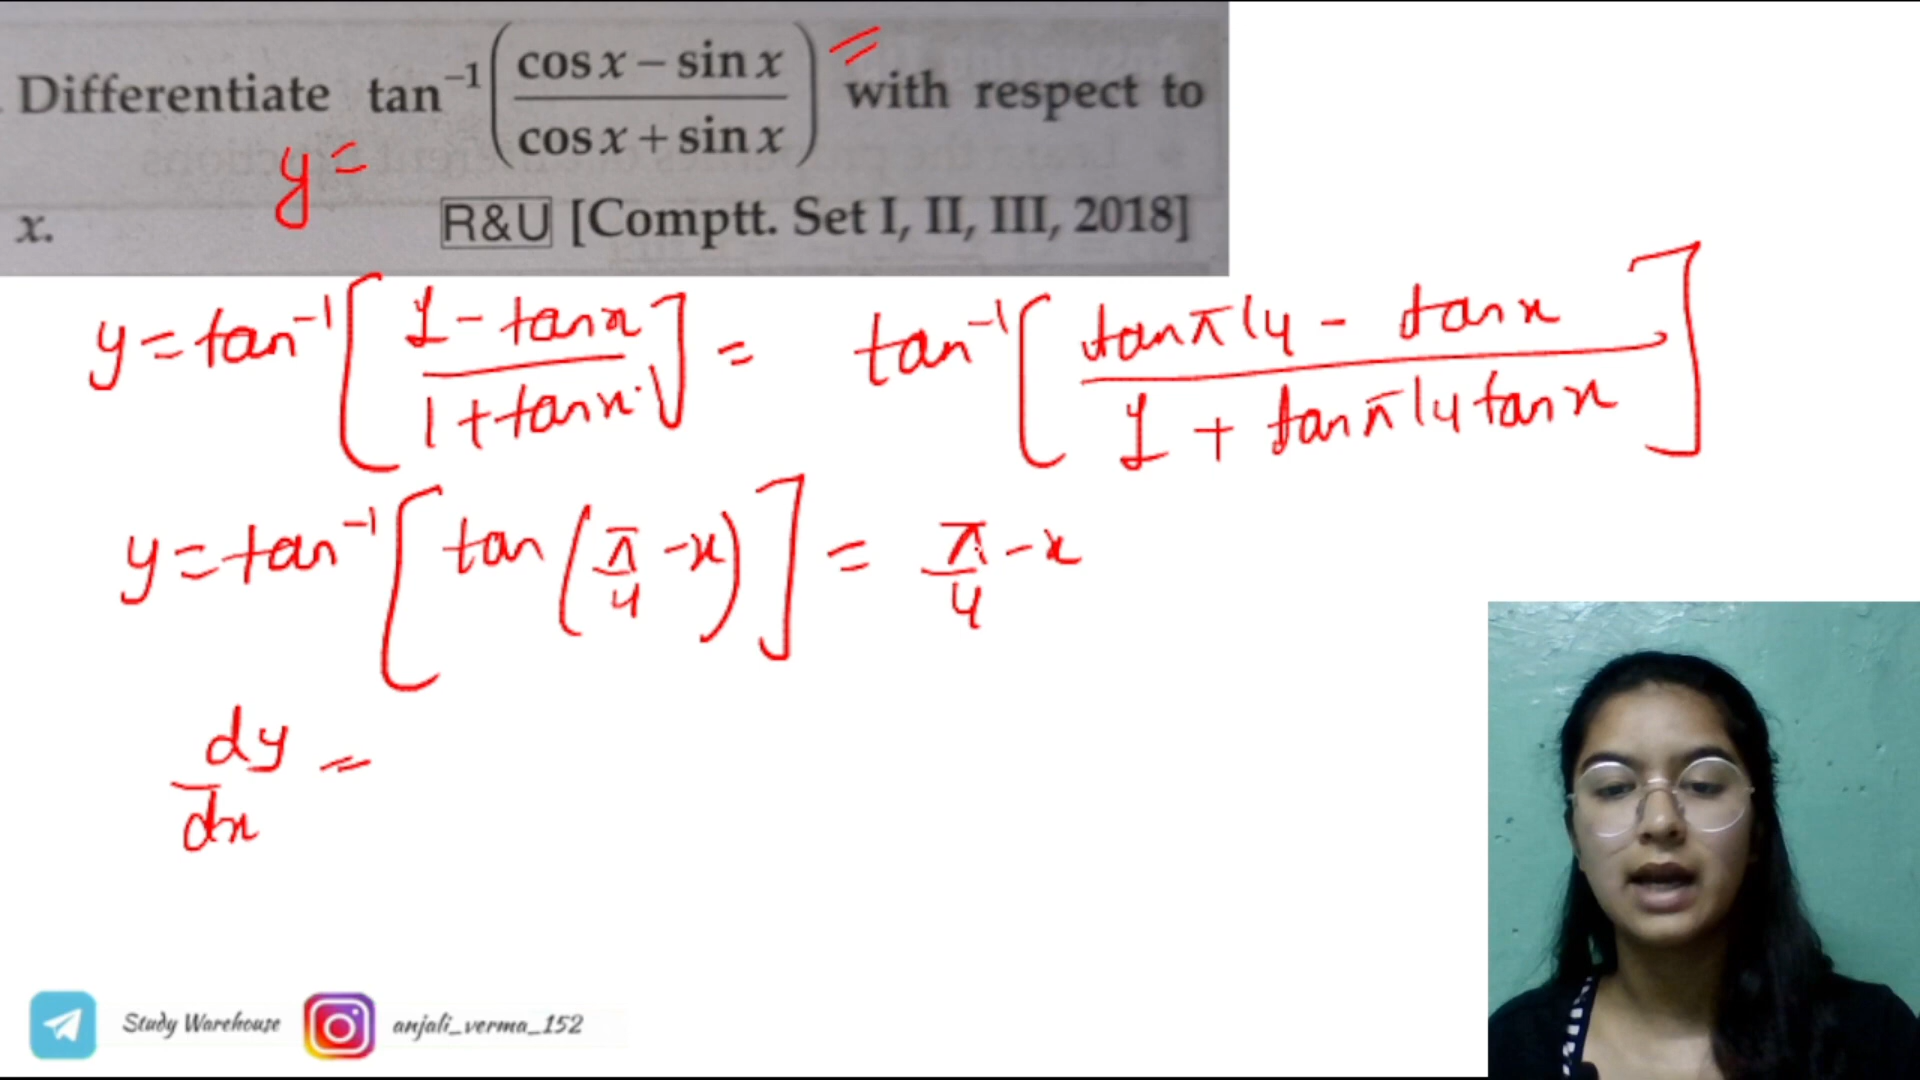 Differentiate tan⁻¹((cos x − sin x)/(cos x + sin x)) with respect to
y =
x. R&U [Comptt. Set I, II, III, 2018]
y = tan⁻¹[(1 - tan x)/(1 + tan x)] = tan⁻¹[(tan π/4 - tan x)/(1 + tan π/4 tan x)]
y = tan⁻¹[tan(π/4 - x)] = π/4 - x
dy/dx =
Study Warehouse anjali_verma_152